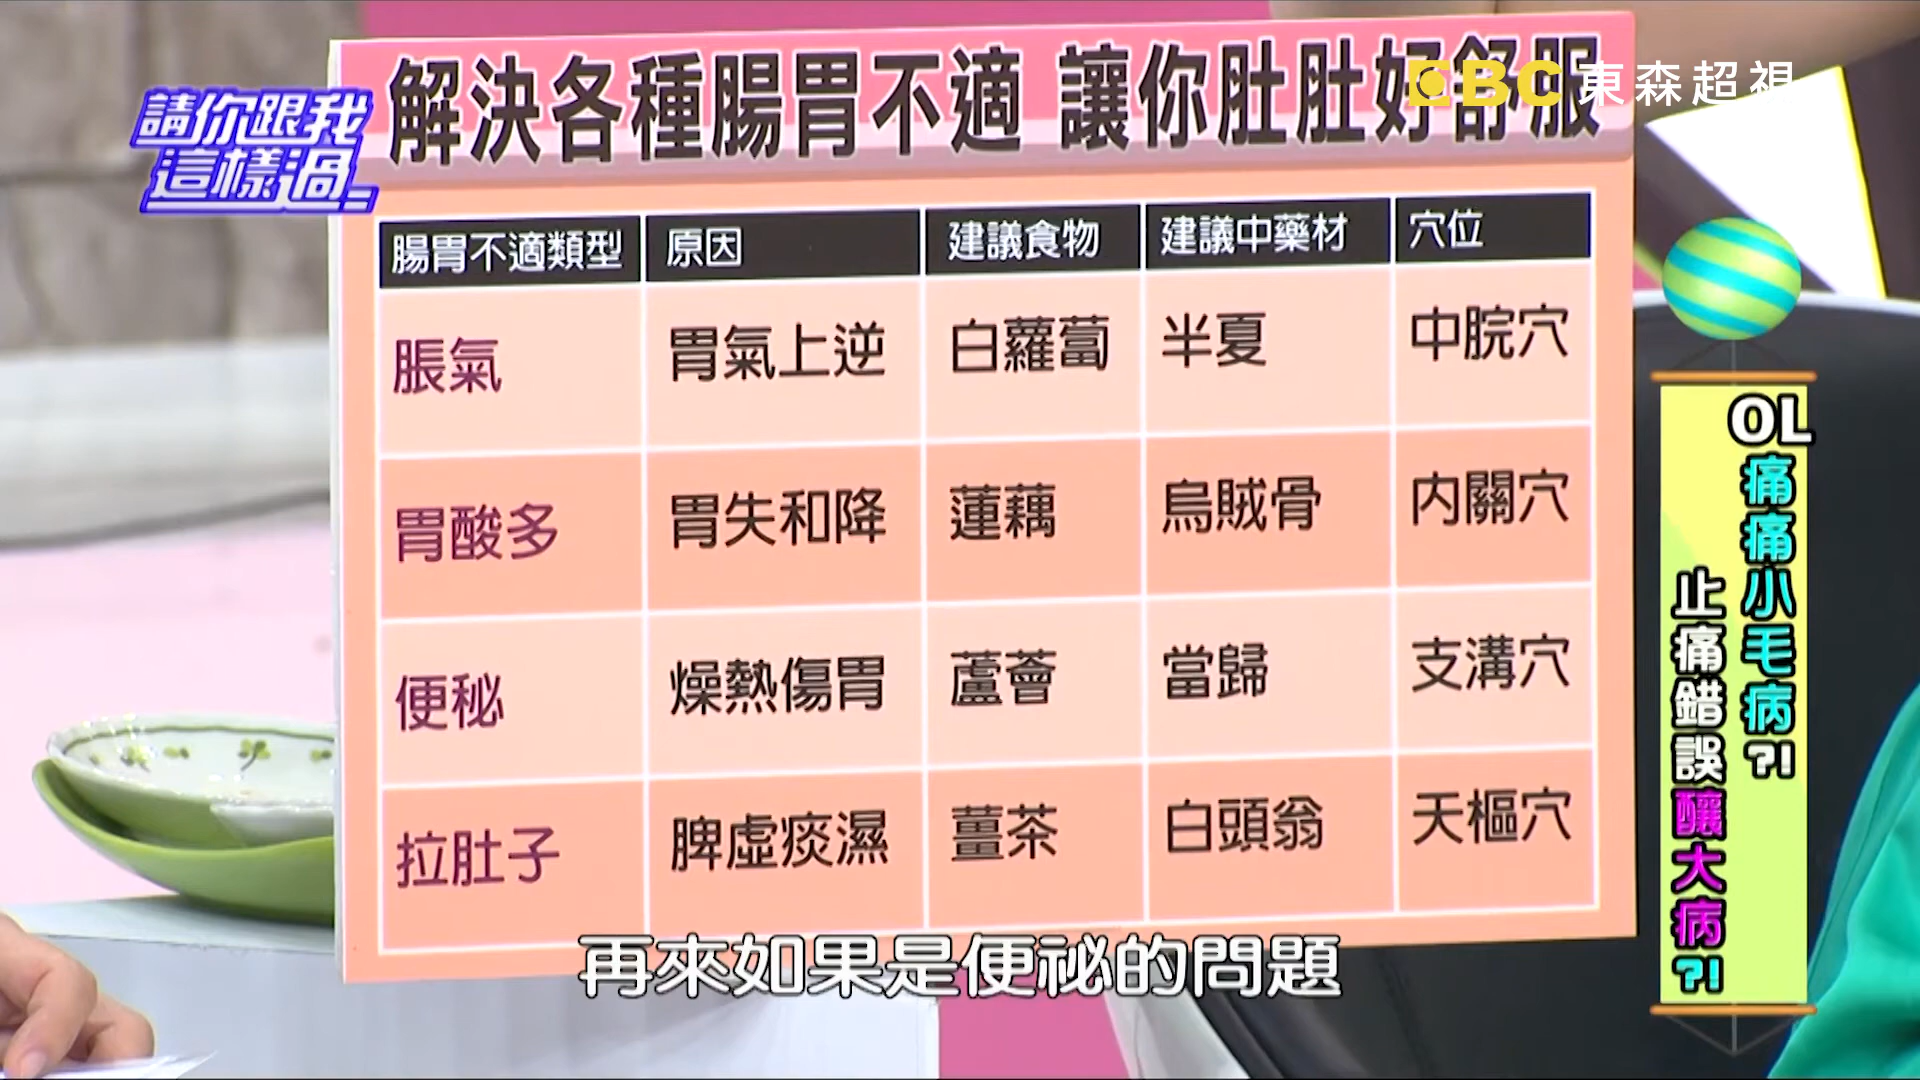 解決各種腸胃不適 讓你肚肚好舒服
EBC 東森超視
請你跟我
這樣過
腸胃不適類型 原因 建議食物 建議中藥材 穴位
脹氣 胃氣上逆 白蘿蔔 半夏 中脘穴
胃酸多 胃失和降 蓮藕 烏賊骨 內關穴
便秘 燥熱傷胃 蘆薈 當歸 支溝穴
拉肚子 脾虛痰濕 薑茶 白頭翁 天樞穴
OL痛痛小毛病?!
止痛錯誤釀大病?!
再來如果是便祕的問題